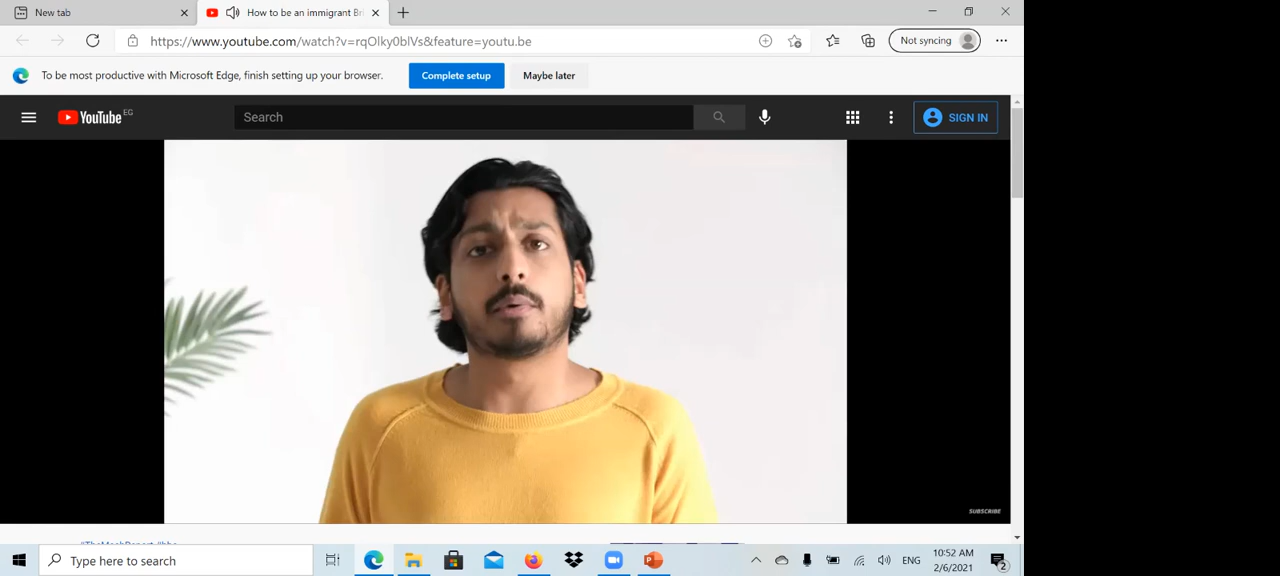 New tab
How to be an immigrant Bri
https://www.youtube.com/watch?v=rqOlky0blVs&feature=youtu.be
Not syncing
To be most productive with Microsoft Edge, finish setting up your browser.
Complete setup
Maybe later
YouTube EG
Search
SIGN IN
SUBSCRIBE
Type here to search
ENG
10:52 AM
2/6/2021
2